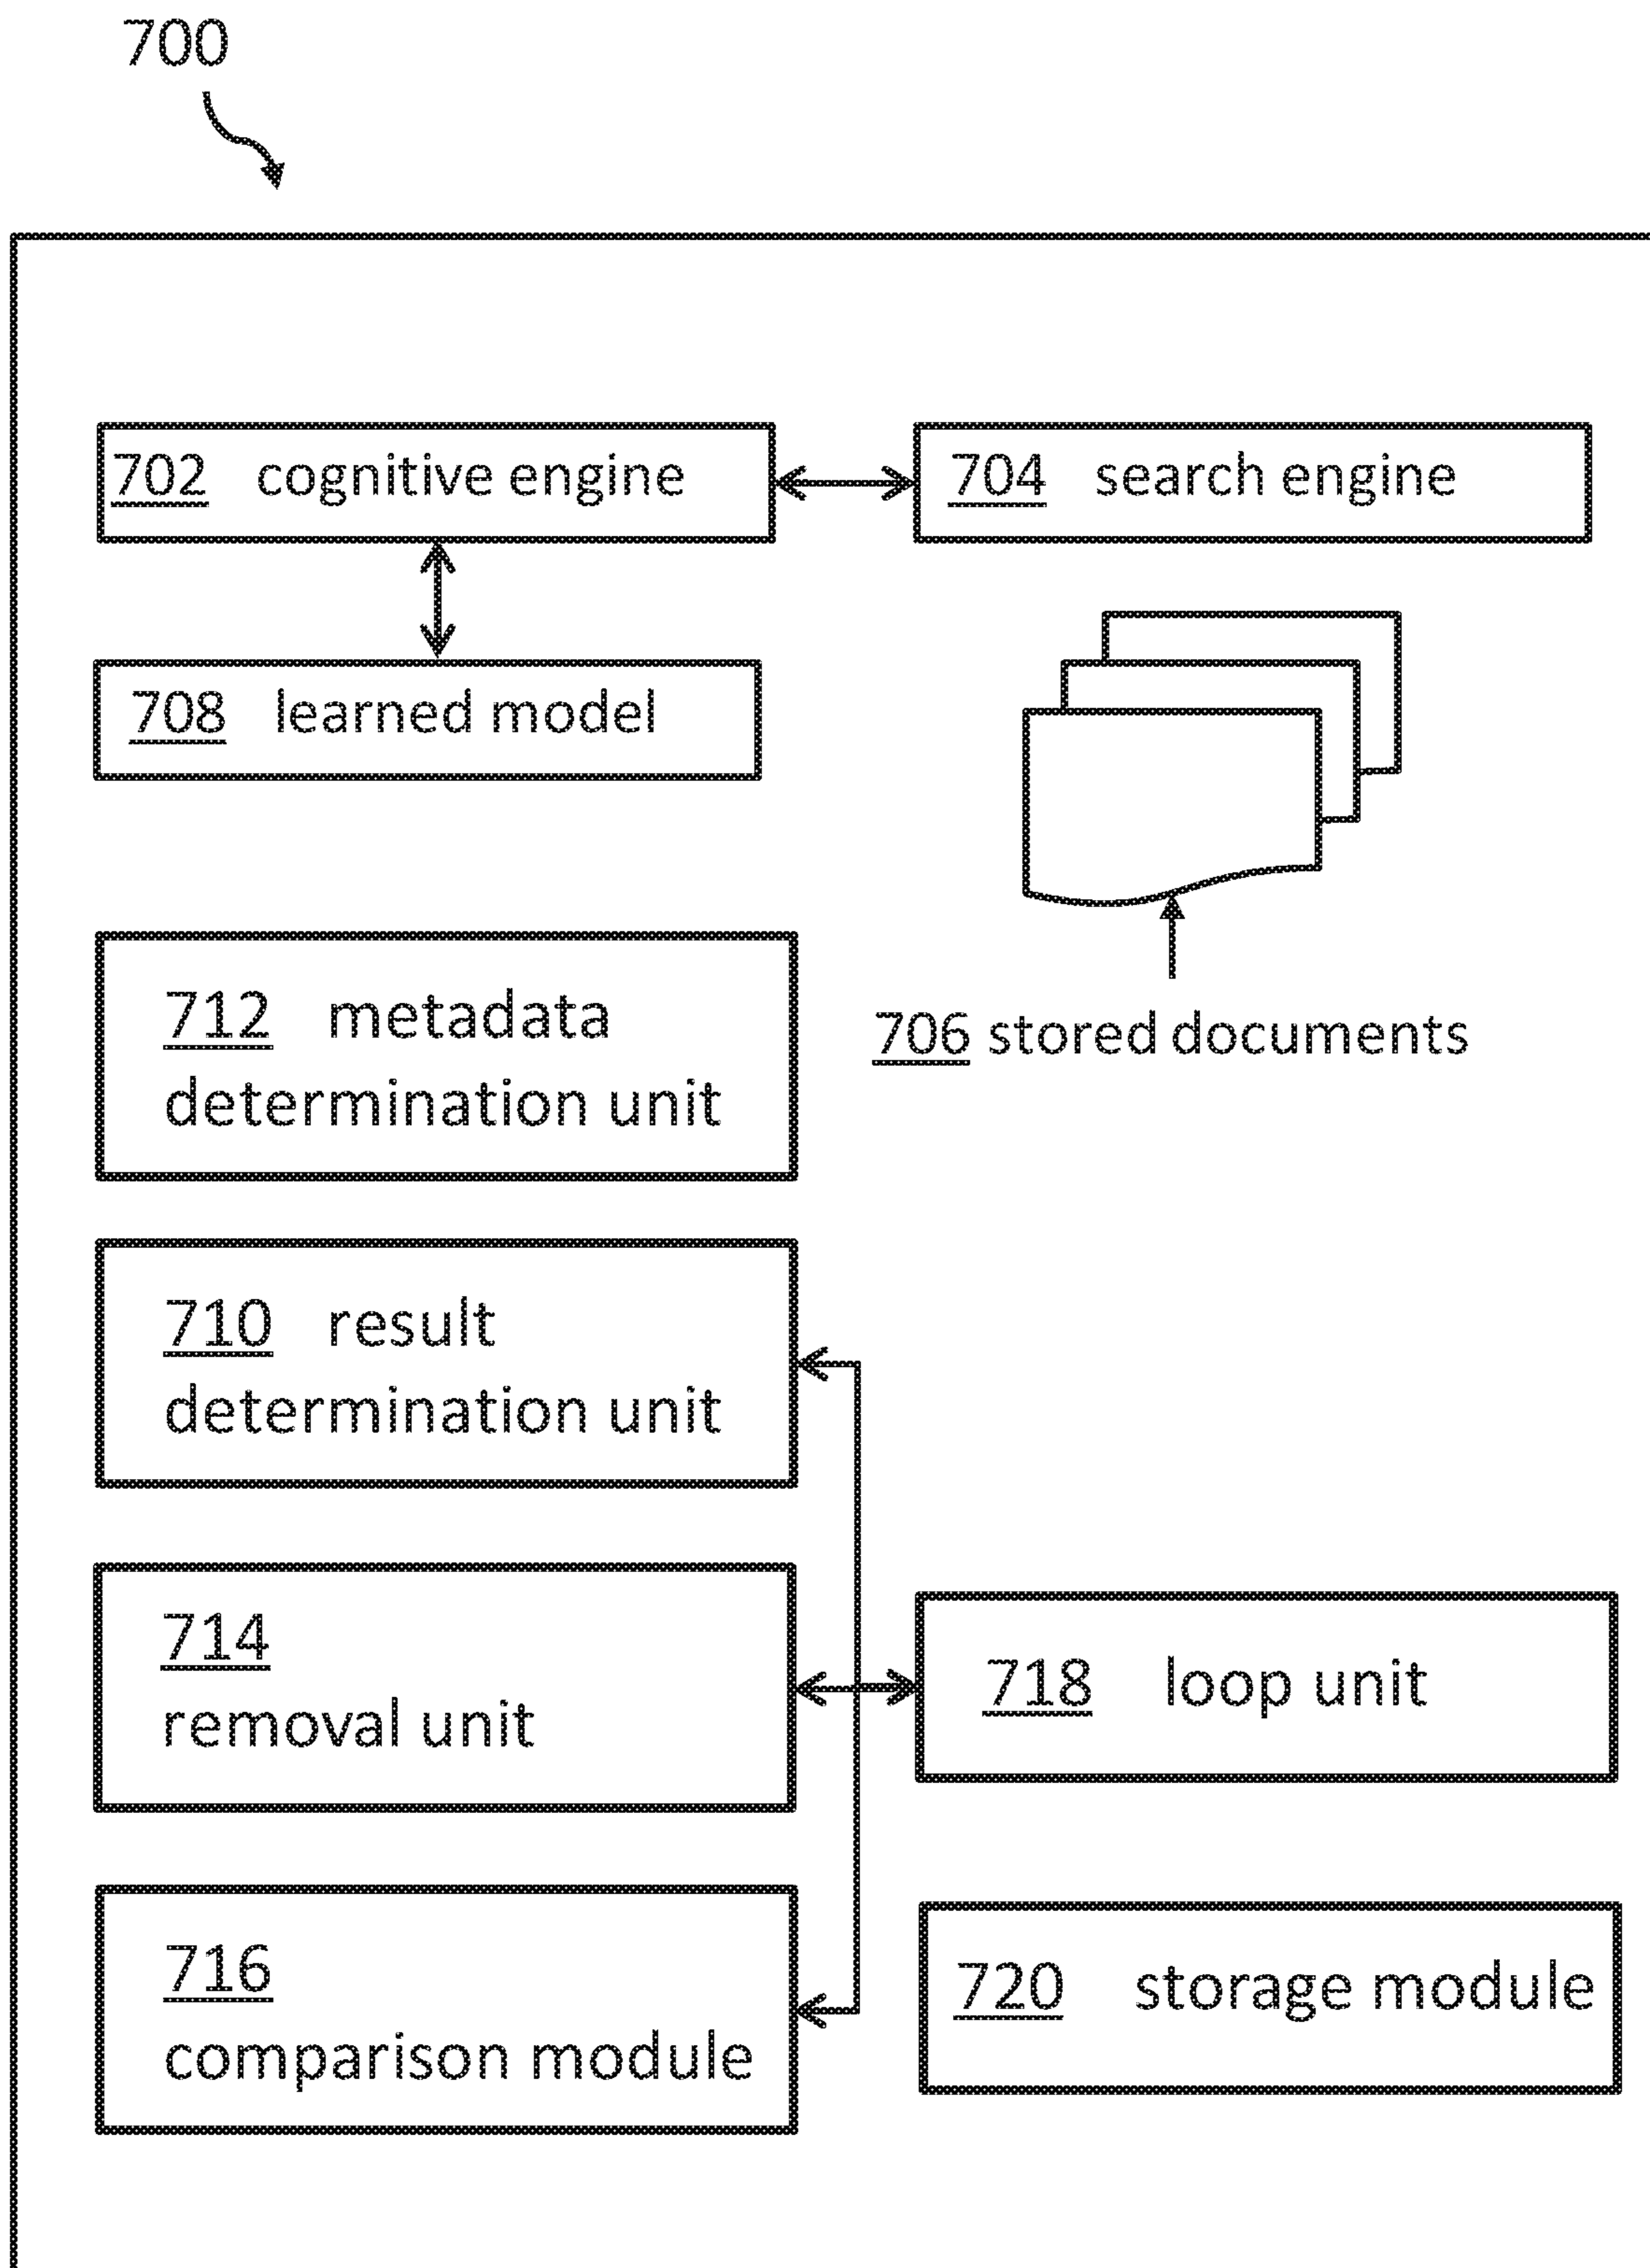 700
702 cognitive engine
704 search engine
708 learned model
712 metadata
determination unit
706 stored documents
710 result
determination unit
714
removal unit
718 loop unit
716
comparison module
720 storage module